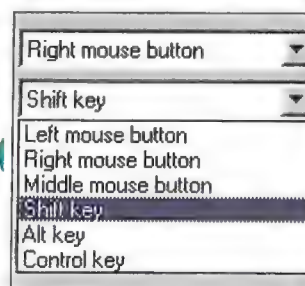 Right mouse button
Shift key
Left mouse button
Right mouse button
Middle mouse button
Shift key
Alt key
Control key